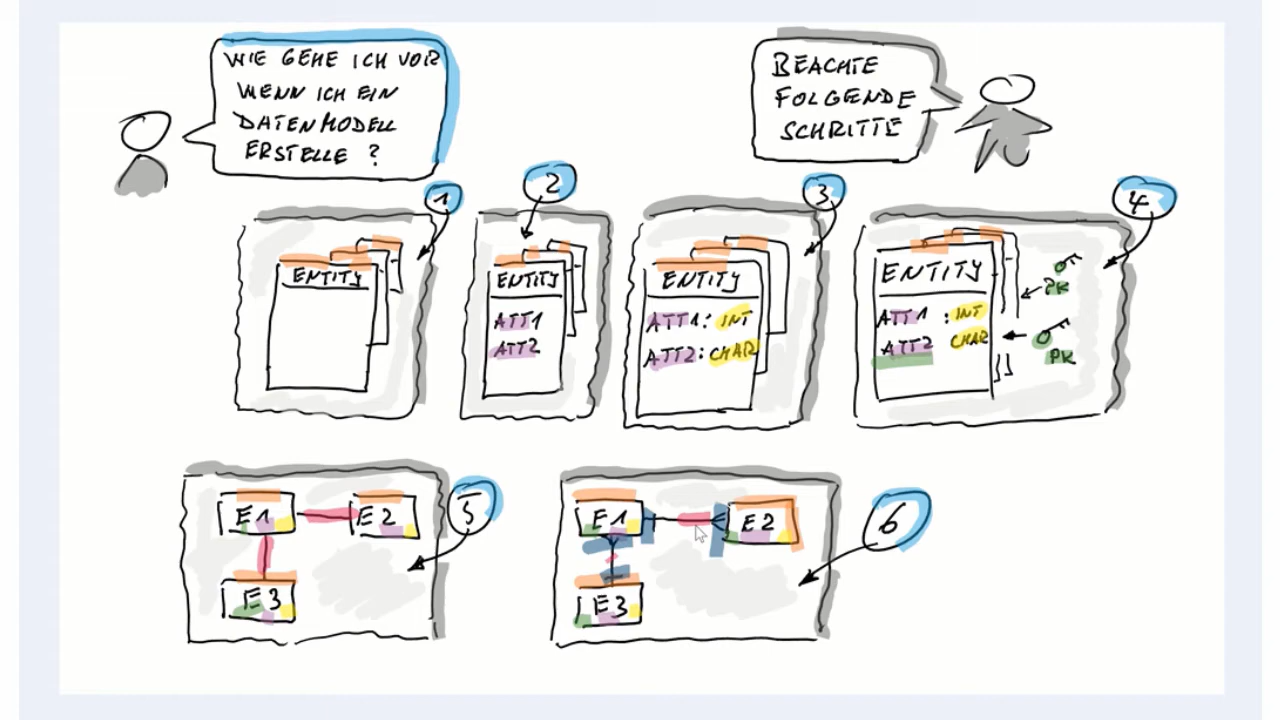 WIE GEHE ICH VOR
WENN ICH EIN
DATENMODELL
ERSTELLE ?
BEACHTE
FOLGENDE
SCHRITTE
1
ENTITY
2
ENTITY
ATT1
ATT2
3
ENTITY
ATT1: INT
ATT2: CHAR
4
ENTITY
ATT1 : INT
ATT2 CHAR
PK
PK
5
E1
E2
E3
6
E1
E2
E3